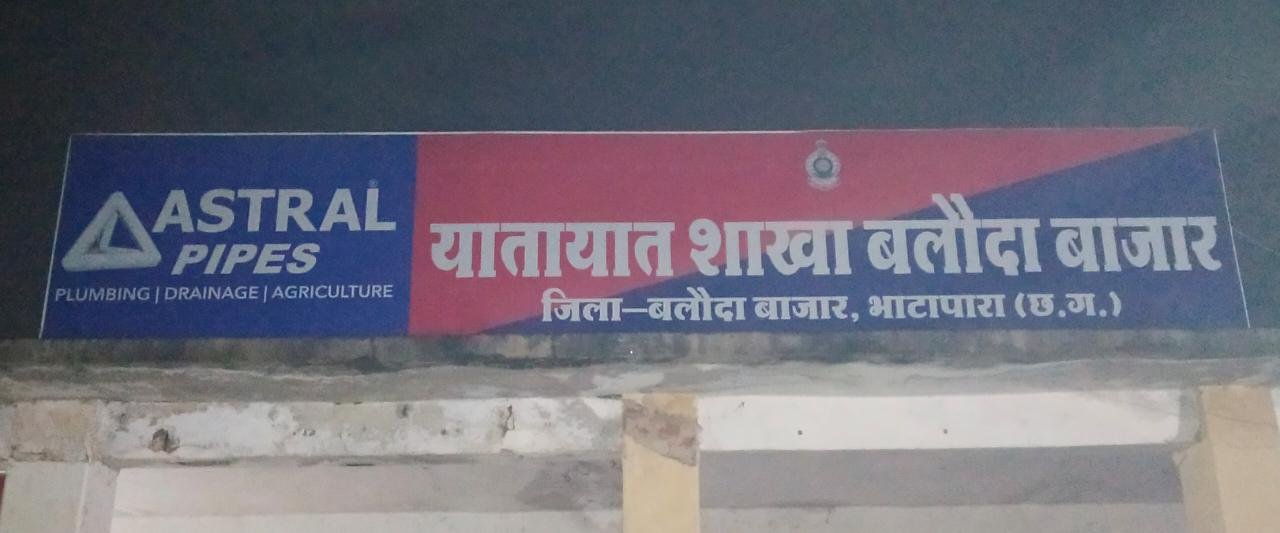 ASTRAL
PIPES
PLUMBING | DRAINAGE | AGRICULTURE
यातायात शाखा बलौदा बाजार
जिला–बलौदा बाजार, भाटापारा (छ.ग.)